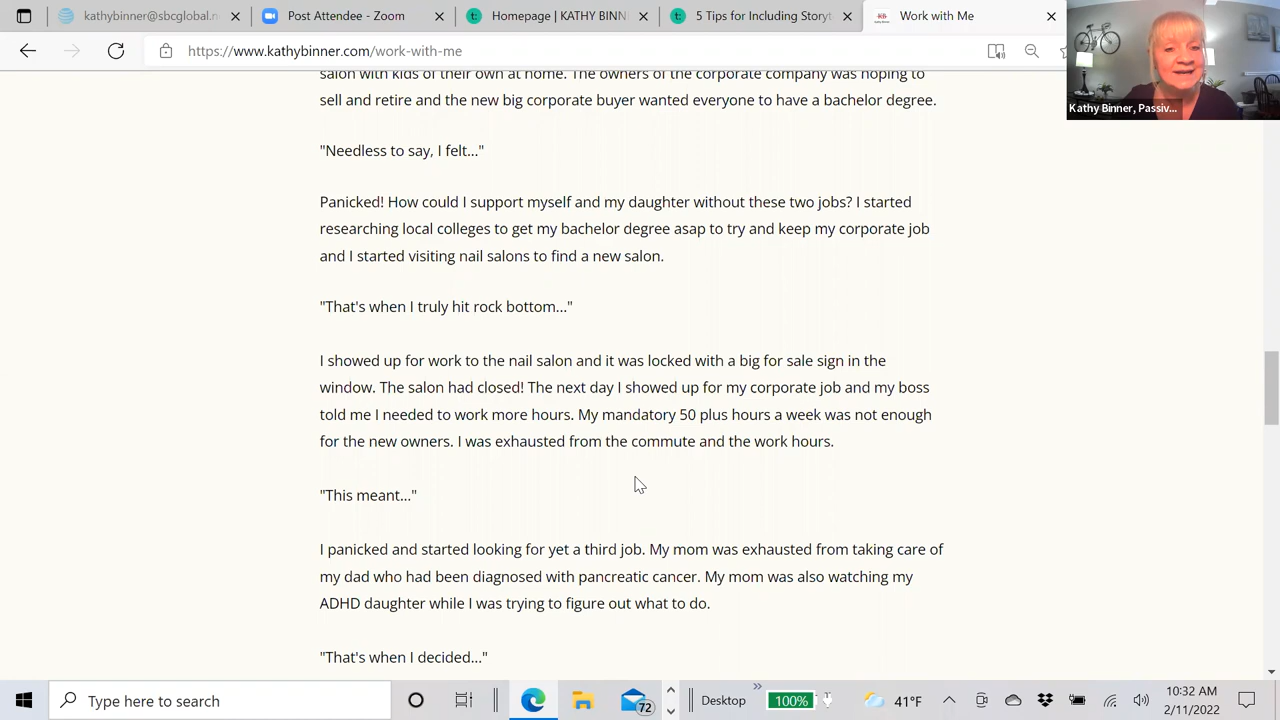 kathybinner@sbcgl.n
Post Attendee - Zoom
Homepage | KATHY BINN
5 Tips for Including Storyt
Work with Me
https://www.kathybinner.com/work-with-me
salon with kids of their own at home. The owners of the corporate company was hoping to
sell and retire and the new big corporate buyer wanted everyone to have a bachelor degree.
"Needless to say, I felt..."
Panicked! How could I support myself and my daughter without these two jobs? I started
researching local colleges to get my bachelor degree asap to try and keep my corporate job
and I started visiting nail salons to find a new salon.
"That's when I truly hit rock bottom..."
I showed up for work to the nail salon and it was locked with a big for sale sign in the
window. The salon had closed! The next day I showed up for my corporate job and my boss
told me I needed to work more hours. My mandatory 50 plus hours a week was not enough
for the new owners. I was exhausted from the commute and the work hours.
"This meant..."
I panicked and started looking for yet a third job. My mom was exhausted from taking care of
my dad who had been diagnosed with pancreatic cancer. My mom was also watching my
ADHD daughter while I was trying to figure out what to do.
"That's when I decided..."
Kathy Binner, Passiv...
Type here to search
72
Desktop
100%
41°F
10:32 AM
2/11/2022